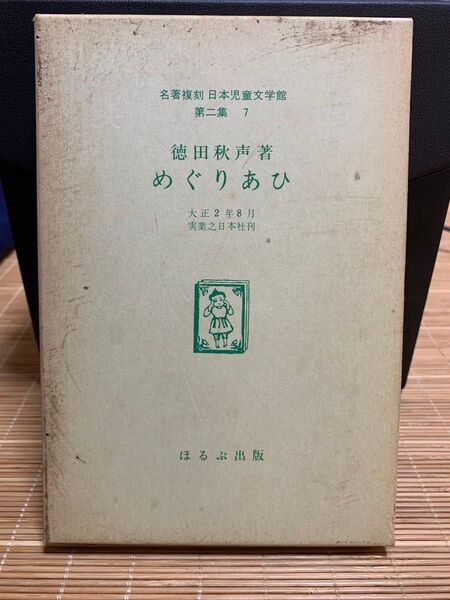 名著複刻 日本児童文学館
第二集 7
徳田秋声著
めぐりあひ
大正2年8月
実業之日本社刊
ほるぷ出版